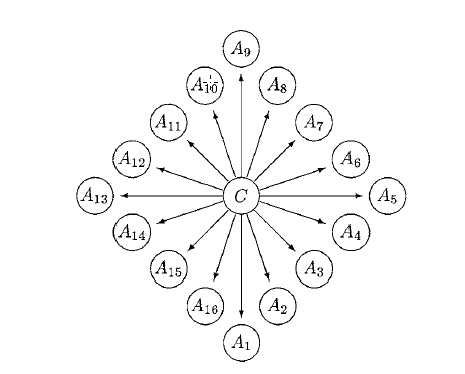 A₉
A₁₀ A₈
A₁₁ A₇
A₁₂ A₆
A₁₃ C A₅
A₁₄ A₄
A₁₅ A₃
A₁₆ A₂
A₁